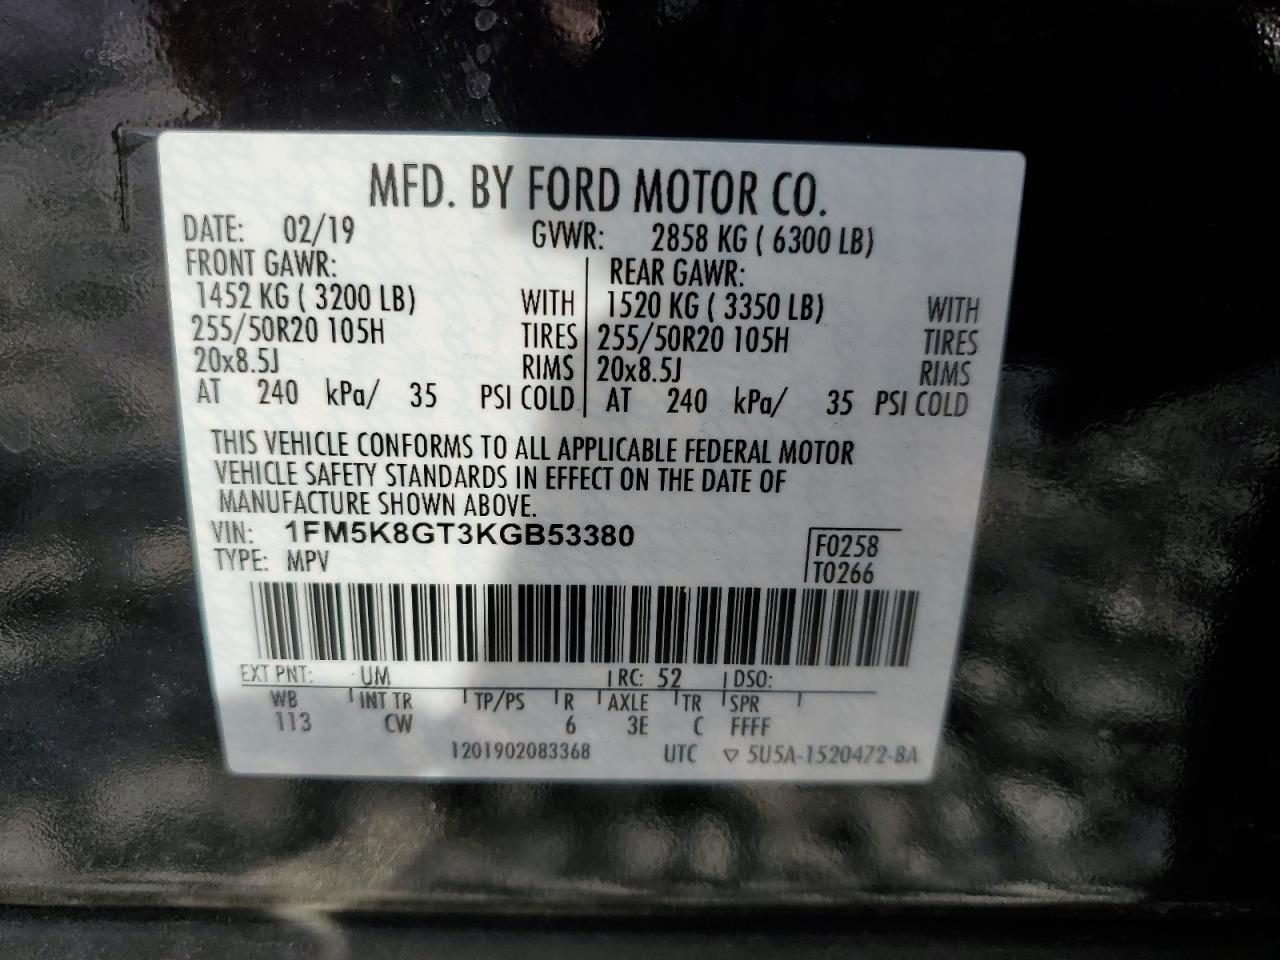 MFD. BY FORD MOTOR CO.
DATE: 02/19 GVWR: 2858 KG ( 6300 LB)
FRONT GAWR: REAR GAWR:
1452 KG ( 3200 LB) WITH 1520 KG ( 3350 LB) WITH
255/50R20 105H TIRES 255/50R20 105H TIRES
20x8.5J RIMS 20x8.5J RIMS
AT 240 kPa/ 35 PSI COLD AT 240 kPa/ 35 PSI COLD
THIS VEHICLE CONFORMS TO ALL APPLICABLE FEDERAL MOTOR
VEHICLE SAFETY STANDARDS IN EFFECT ON THE DATE OF
MANUFACTURE SHOWN ABOVE.
VIN: 1FM5K8GT3KGB53380 F0258
TYPE: MPV T0266
EXT PNT: UM RC: 52 DSO:
WB INT TR TP/PS R AXLE TR SPR
113 CW 6 3E C FFFF
1201902083368 UTC ▽ 5U5A-1520472-BA